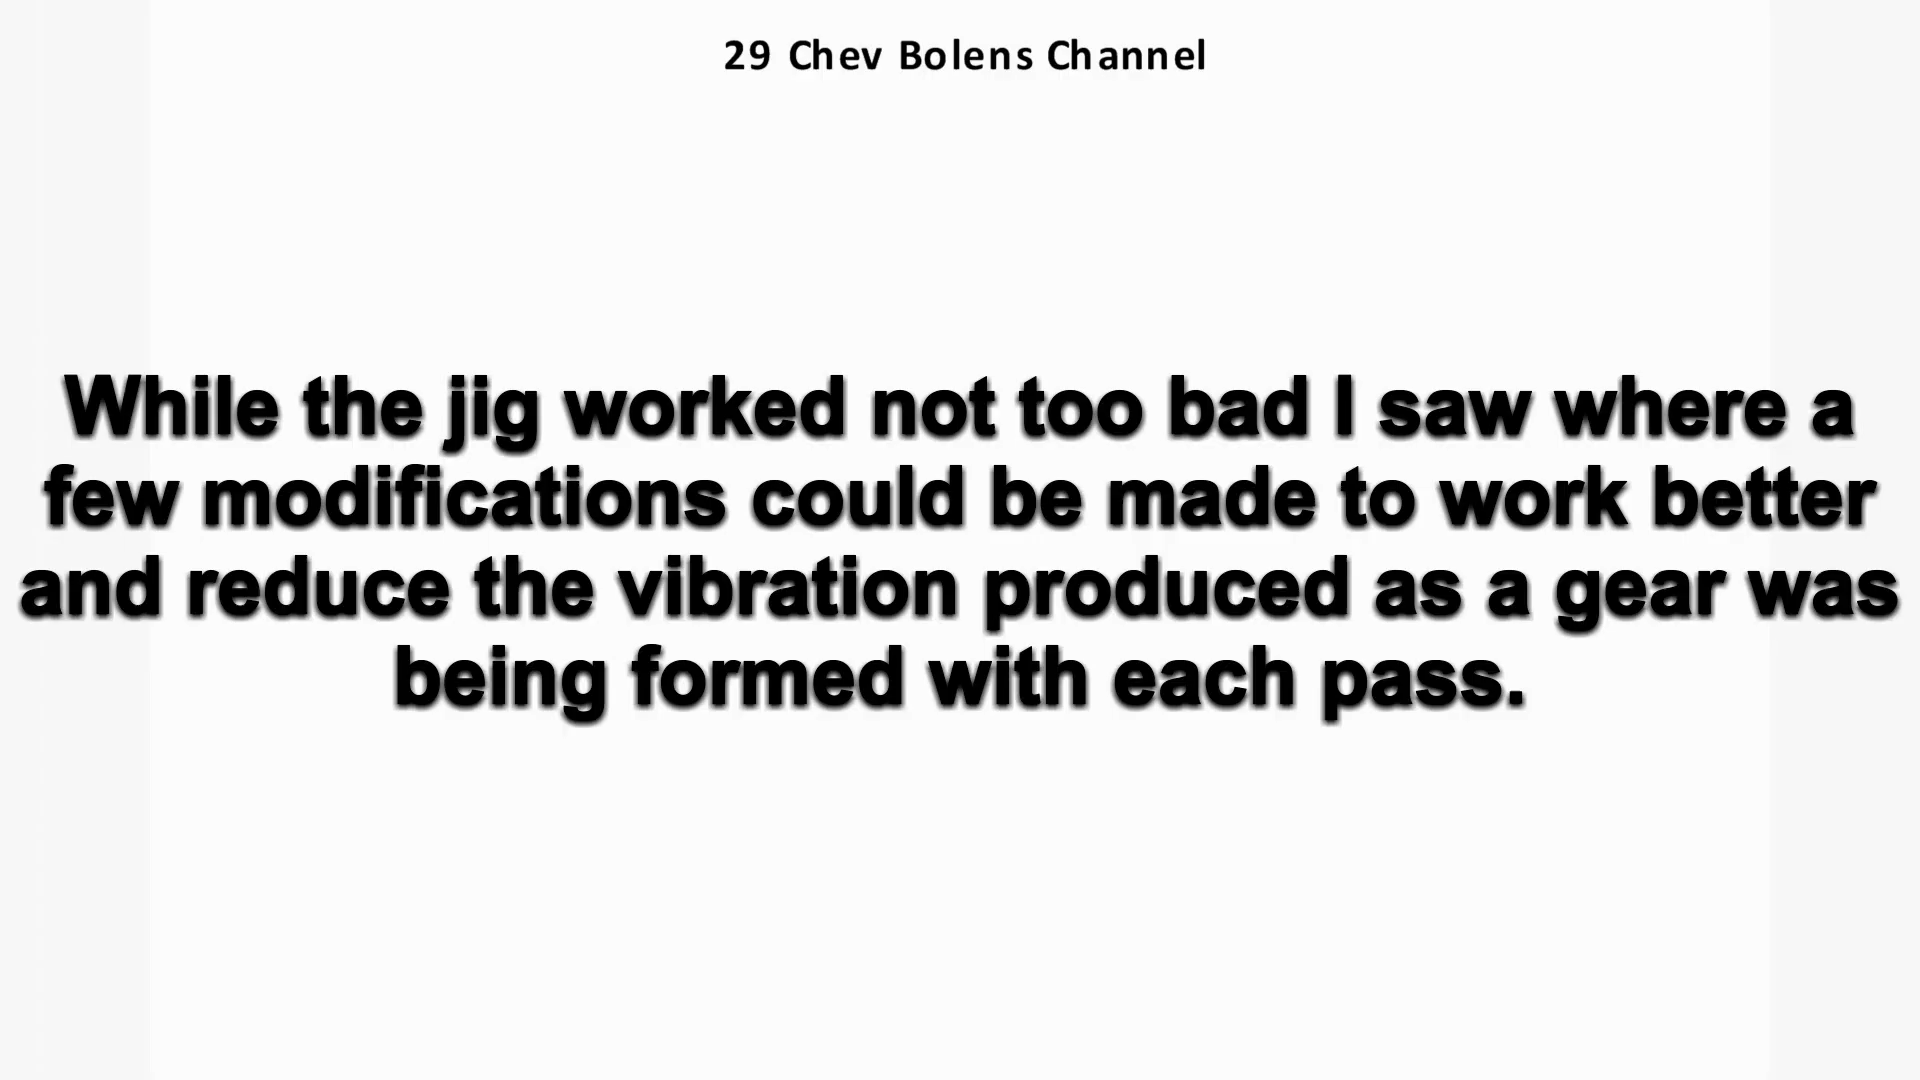 29 Chev Bolens Channel
While the jig worked not too bad I saw where a
few modifications could be made to work better
and reduce the vibration produced as a gear was
being formed with each pass.